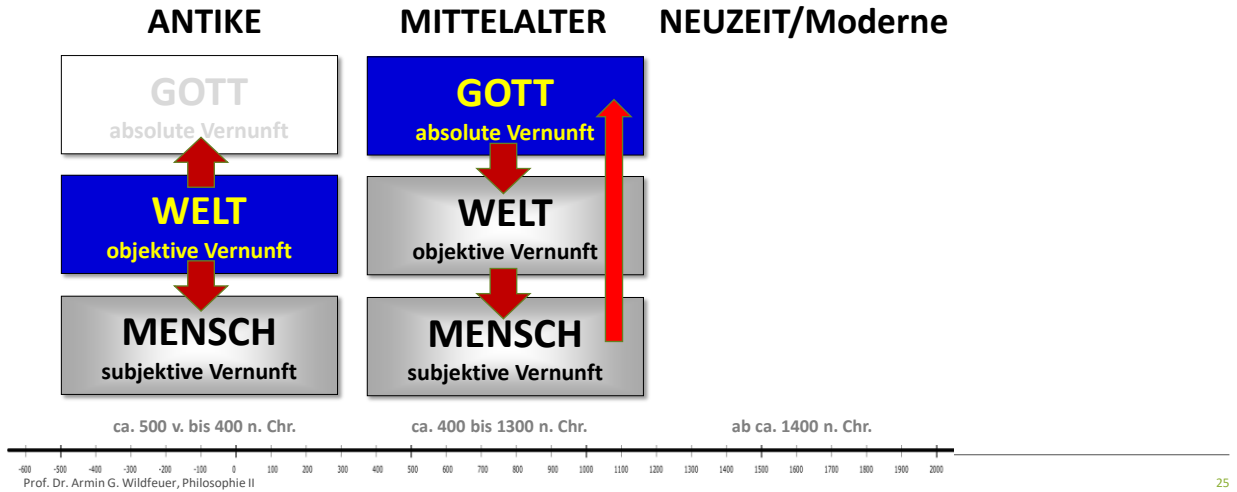 ANTIKE
MITTELALTER
NEUZEIT/Moderne
GOTT
absolute Vernunft
WELT
objektive Vernunft
MENSCH
subjektive Vernunft
GOTT
absolute Vernunft
WELT
objektive Vernunft
MENSCH
subjektive Vernunft
ca. 500 v. bis 400 n. Chr.
ca. 400 bis 1300 n. Chr.
ab ca. 1400 n. Chr.
-600 -500 -400 -300 -200 -100 0 100 200 300 400 500 600 700 800 900 1000 1100 1200 1300 1400 1500 1600 1700 1800 1900 2000
Prof. Dr. Armin G. Wildfeuer, Philosophie II
25